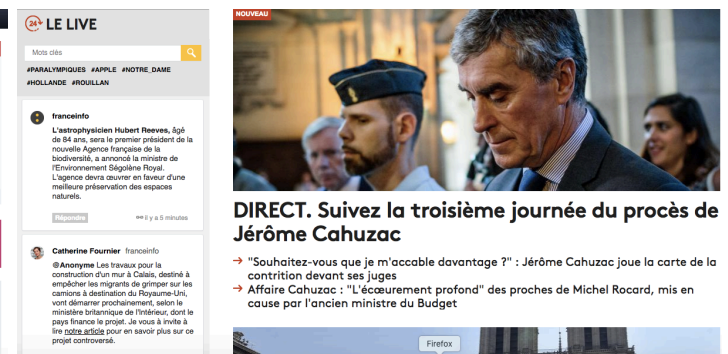 24 LE LIVE
Mots clés
#PARALYMPIQUES #APPLE #NOTRE_DAME
#HOLLANDE #ROUILLAN
franceinfo
L'astrophysicien Hubert Reeves, âgé
de 84 ans, sera le premier président de la
nouvelle Agence française de la
biodiversité, a annoncé la ministre de
l'Environnement Ségolène Royal.
L'agence devra œuvrer en faveur d'une
meilleure préservation des espaces
naturels.
Répondre il y a 5 minutes
Catherine Fournier franceinfo
@Anonyme Les travaux pour la
construction d'un mur à Calais, destiné à
empêcher les migrants de grimper sur les
camions à destination du Royaume-Uni,
vont démarrer prochainement, selon le
ministère britannique de l'Intérieur, dont le
pays finance le projet. Je vous invite à
lire notre article pour en savoir plus sur ce
projet controversé.
NOUVEAU
DIRECT. Suivez la troisième journée du procès de
Jérôme Cahuzac
→ "Souhaitez-vous que je m'accable davantage ?" : Jérôme Cahuzac joue la carte de la
contrition devant ses juges
→ Affaire Cahuzac : "L'écœurement profond" des proches de Michel Rocard, mis en
cause par l'ancien ministre du Budget
Firefox